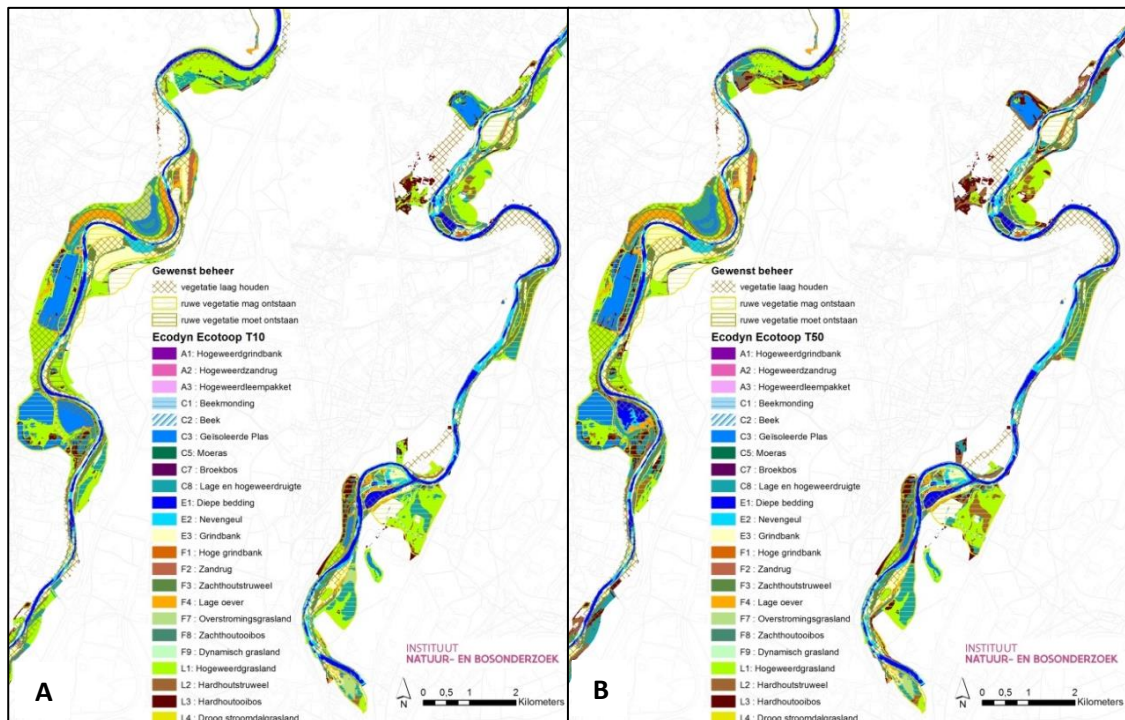 Gewenst beheer
vegetatie laag houden
ruwe vegetatie mag ontstaan
ruwe vegetatie moet ontstaan
Ecodyn Ecotoop T10
A1: Hogeweerdgrindbank
A2 : Hogeweerdzandrug
A3 : Hogeweerdleempakket
C1 : Beekmonding
C2 : Beek
C3 : Geïsoleerde Plas
C5: Moeras
C7 : Broekbos
C8 : Lage en hogeweerdruigte
E1: Diepe bedding
E2 : Nevengeul
E3 : Grindbank
F1 : Hoge grindbank
F2 : Zandrug
F3 : Zachthoutstruweel
F4 : Lage oever
F7 : Overstromingsgrasland
F8 : Zachthoutooibos
F9 : Dynamisch grasland
L1 : Hogeweerdgrasland
L2 : Hardhoutstruweel
L3 : Hardhoutooibos
L4 : Droog stroomdalgrasland
INSTITUUT
NATUUR- EN BOSONDERZOEK
N
0 0,5 1 2
Kilometers
A
Gewenst beheer
vegetatie laag houden
ruwe vegetatie mag ontstaan
ruwe vegetatie moet ontstaan
Ecodyn Ecotoop T50
A1: Hogeweerdgrindbank
A2 : Hogeweerdzandrug
A3 : Hogeweerdleempakket
C1 : Beekmonding
C2 : Beek
C3 : Geïsoleerde Plas
C5: Moeras
C7 : Broekbos
C8 : Lage en hogeweerdruigte
E1: Diepe bedding
E2 : Nevengeul
E3 : Grindbank
F1 : Hoge grindbank
F2 : Zandrug
F3 : Zachthoutstruweel
F4 : Lage oever
F7 : Overstromingsgrasland
F8 : Zachthoutooibos
F9 : Dynamisch grasland
L1: Hogeweerdgrasland
L2 : Hardhoutstruweel
L3 : Hardhoutooibos
L4 : Droog stroomdalgrasland
INSTITUUT
NATUUR- EN BOSONDERZOEK
N
0 0,5 1 2
Kilometers
B